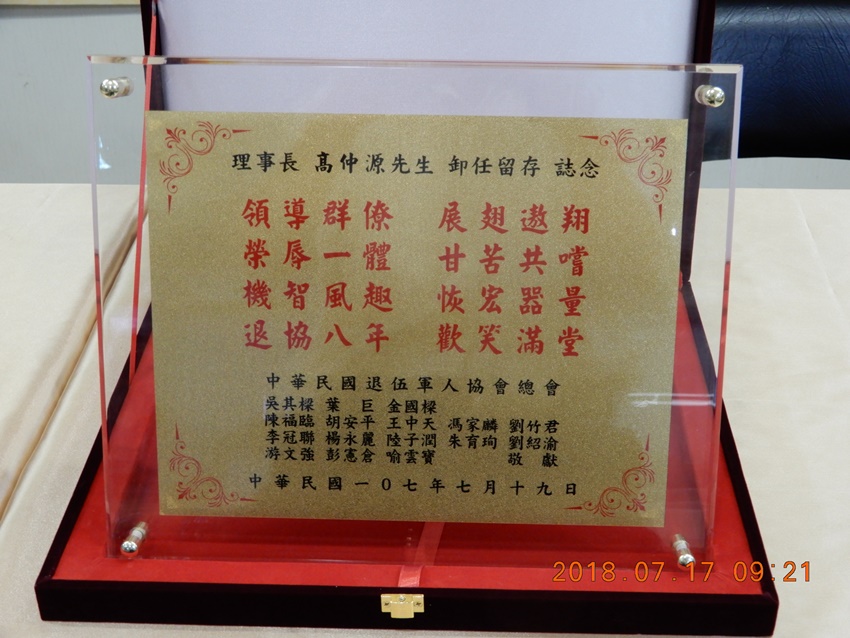 理事長 高仲源先生 卸任留存 誌念
領導群僚 展翅遨翔
榮辱一體 甘苦共嚐
機智風趣 恢宏器量
退協八年 歡笑滿堂
中華民國退伍軍人協會總會
吳其樑 葉 巨 金國樑
陳福臨 胡安平 王中天 馮家麟 劉竹君
李冠聯 楊永麗 陸子潤 朱育珣 劉紹渝
游文強 彭憲倉 喻雲寶 敬 獻
中華民國一0七年七月十九日
2018.07.17 09:21